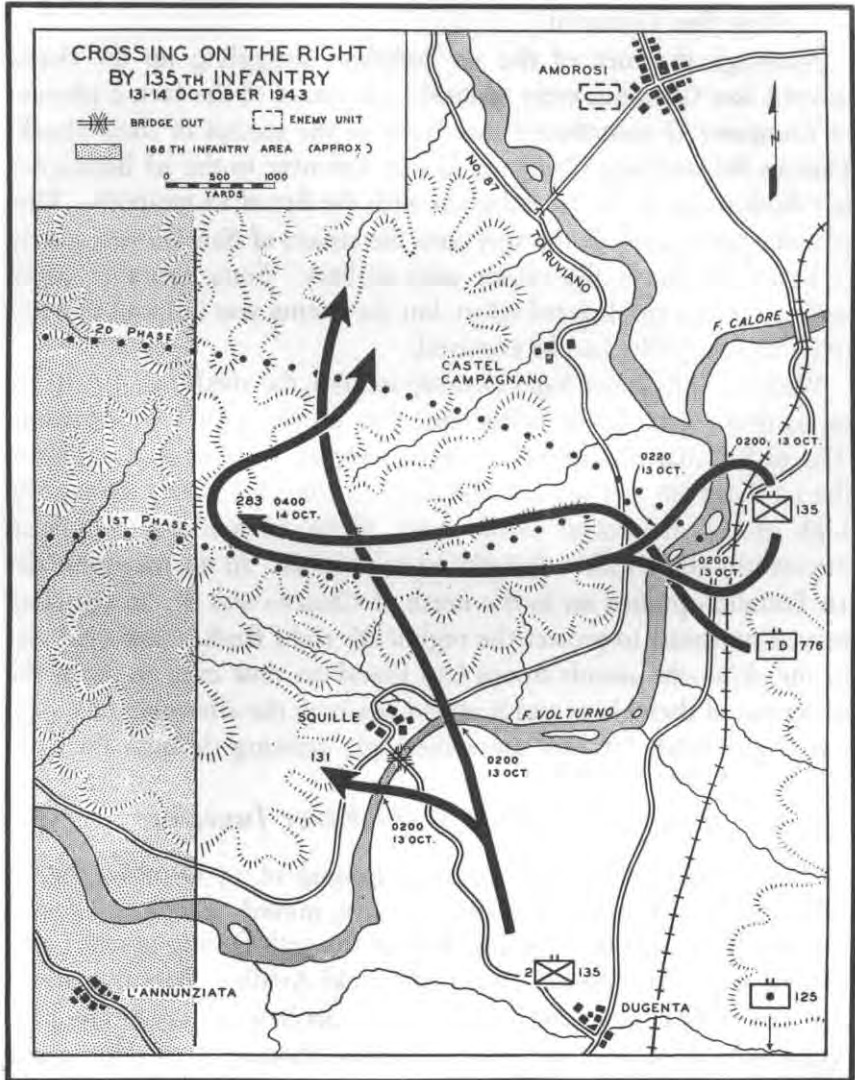 CROSSING ON THE RIGHT
BY 135TH INFANTRY
13-14 OCTOBER 1943
BRIDGE OUT
ENEMY UNIT
168TH INFANTRY AREA (APPROX)
500 1000
YARDS
AMOROSI
N
NO. 87
TO RUVIANO
F. CALORE
2D PHASE
CASTEL
CAMPAGNANO
0220
13 OCT.
0200,
13 OCT.
283 0400
14 OCT.
1 135
1ST PHASE
0200
13 OCT.
TD 776
SQUILLE
F. VOLTURNO
131
0200
13 OCT.
0200
13 OCT.
L'ANNUNZIATA
2 135
DUGENTA
125